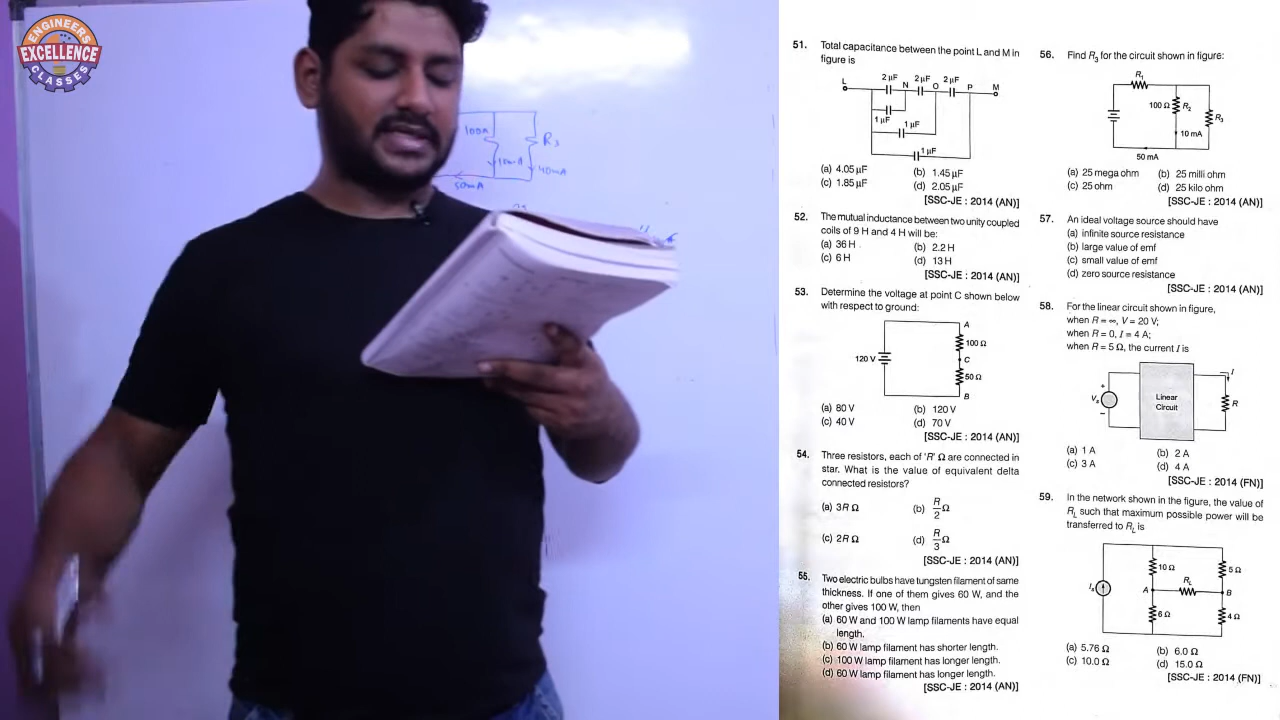 ENGINEERS
EXCELLENCE
CLASSES
100Λ
R3
10mA
40mA
50mA
51. Total capacitance between the point L and M in
figure is
L
2 µF
N
2 µF
O
2 µF
P
M
1 µF
1 µF
1 µF
(a) 4.05 µF (b) 1.45 µF
(c) 1.85 µF (d) 2.05 µF
[SSC-JE : 2014 (AN)]
52. The mutual inductance between two unity coupled
coils of 9 H and 4 H will be:
(a) 36 H (b) 2.2 H
(c) 6 H (d) 13 H
[SSC-JE : 2014 (AN)]
53. Determine the voltage at point C shown below
with respect to ground:
A
100 Ω
120 V
C
50 Ω
B
(a) 80 V (b) 120 V
(c) 40 V (d) 70 V
[SSC-JE : 2014 (AN)]
54. Three resistors, each of 'R' Ω are connected in
star. What is the value of equivalent delta
connected resistors?
(a) 3R Ω (b) R/2 Ω
(c) 2R Ω (d) R/3 Ω
[SSC-JE : 2014 (AN)]
55. Two electric bulbs have tungsten filament of same
thickness. If one of them gives 60 W, and the
other gives 100 W, then
(a) 60 W and 100 W lamp filaments have equal
length.
(b) 60 W lamp filament has shorter length.
(c) 100 W lamp filament has longer length.
(d) 60 W lamp filament has longer length.
[SSC-JE : 2014 (AN)]
56. Find R3 for the circuit shown in figure:
R1
100 Ω
R2
R3
10 mA
50 mA
(a) 25 mega ohm (b) 25 milli ohm
(c) 25 ohm (d) 25 kilo ohm
[SSC-JE : 2014 (AN)]
57. An ideal voltage source should have
(a) infinite source resistance
(b) large value of emf
(c) small value of emf
(d) zero source resistance
[SSC-JE : 2014 (AN)]
58. For the linear circuit shown in figure,
when R = ∞, V = 20 V;
when R = 0, I = 4 A;
when R = 5 Ω, the current I is
I
+
Vs
−
Linear
Circuit
R
(a) 1 A (b) 2 A
(c) 3 A (d) 4 A
[SSC-JE : 2014 (FN)]
59. In the network shown in the figure, the value of
RL such that maximum possible power will be
transferred to RL is
10 Ω
5 Ω
RL
Is
A
B
6 Ω
4 Ω
(a) 5.76 Ω (b) 6.0 Ω
(c) 10.0 Ω (d) 15.0 Ω
[SSC-JE : 2014 (FN)]